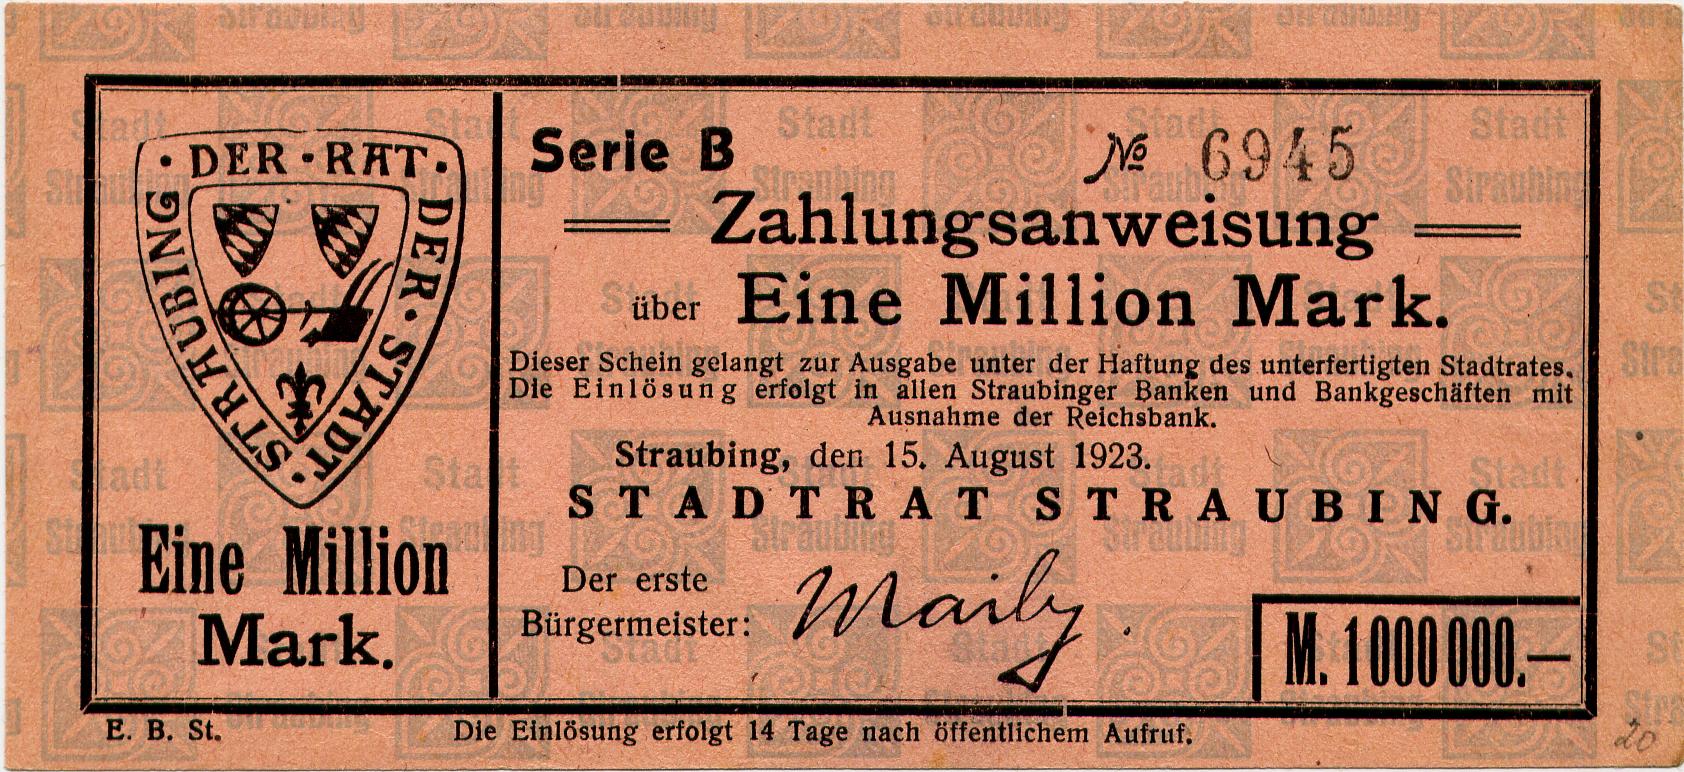 DER · RAT · DER · STADT · STRAUBING
Eine Million
Mark.
Serie B
№ 6945
Zahlungsanweisung
über Eine Million Mark.
Dieser Schein gelangt zur Ausgabe unter der Haftung des unterfertigten Stadtrates.
Die Einlösung erfolgt in allen Straubinger Banken und Bankgeschäften mit
Ausnahme der Reichsbank.
Straubing, den 15. August 1923.
STADTRAT STRAUBING.
Der erste
Bürgermeister:
M. 1000000.—
E. B. St.
Die Einlösung erfolgt 14 Tage nach öffentlichem Aufruf.
20
Stadt
Straubing